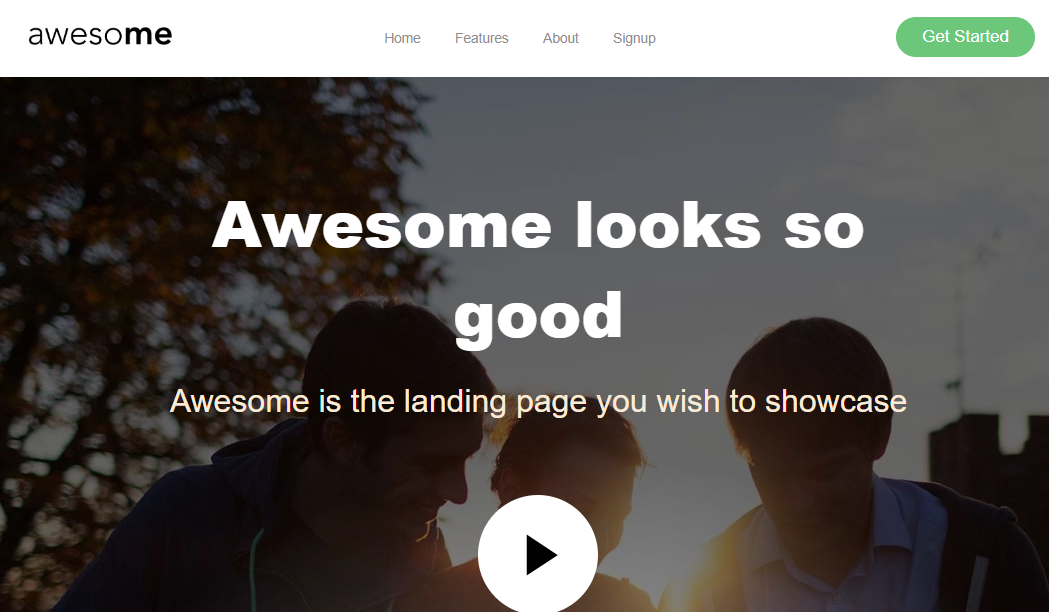 awesome
Home Features About Signup
Get Started
Awesome looks so
good
Awesome is the landing page you wish to showcase